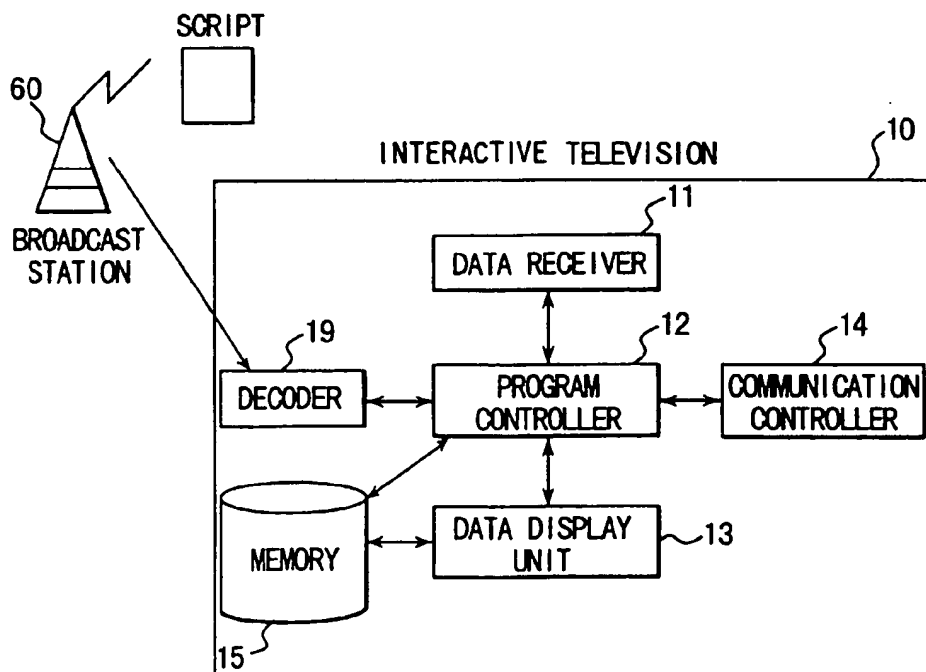 SCRIPT
60
BROADCAST
STATION
INTERACTIVE TELEVISION
10
11
DATA RECEIVER
19
DECODER
12
PROGRAM
CONTROLLER
14
COMMUNICATION
CONTROLLER
MEMORY
15
DATA DISPLAY
UNIT
13